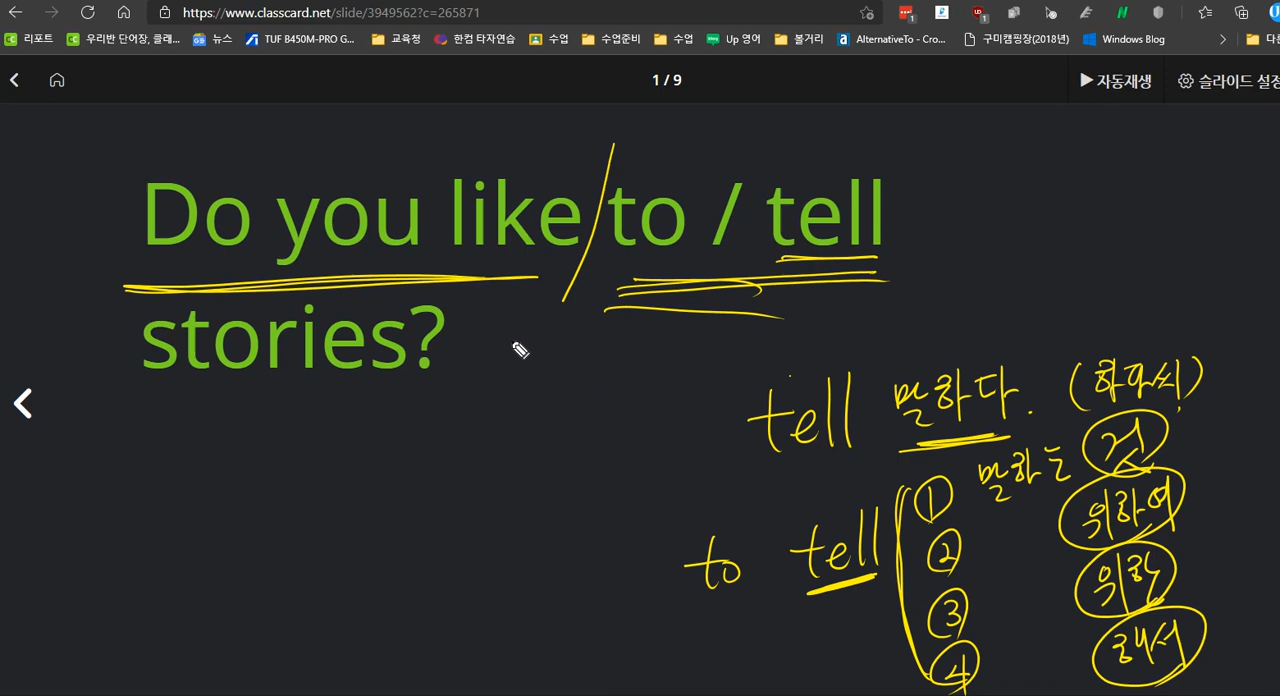 https://www.classcard.net/slide/3949562?c=265871
리포트 우리반 단어장, 클래... 뉴스 TUF B450M-PRO G... 교육청 한컴 타자연습 수업 수업준비 수업 Up 영어 볼거리 AlternativeTo - Cro... 구미캠핑장(2018년) Windows Blog 다른
1 / 9
▶자동재생
슬라이드 설정
Do you like to / tell
stories?
tell 말하다. (하다씨)
말하는 것
to tell ① 
② 위하여
③ 위한
④